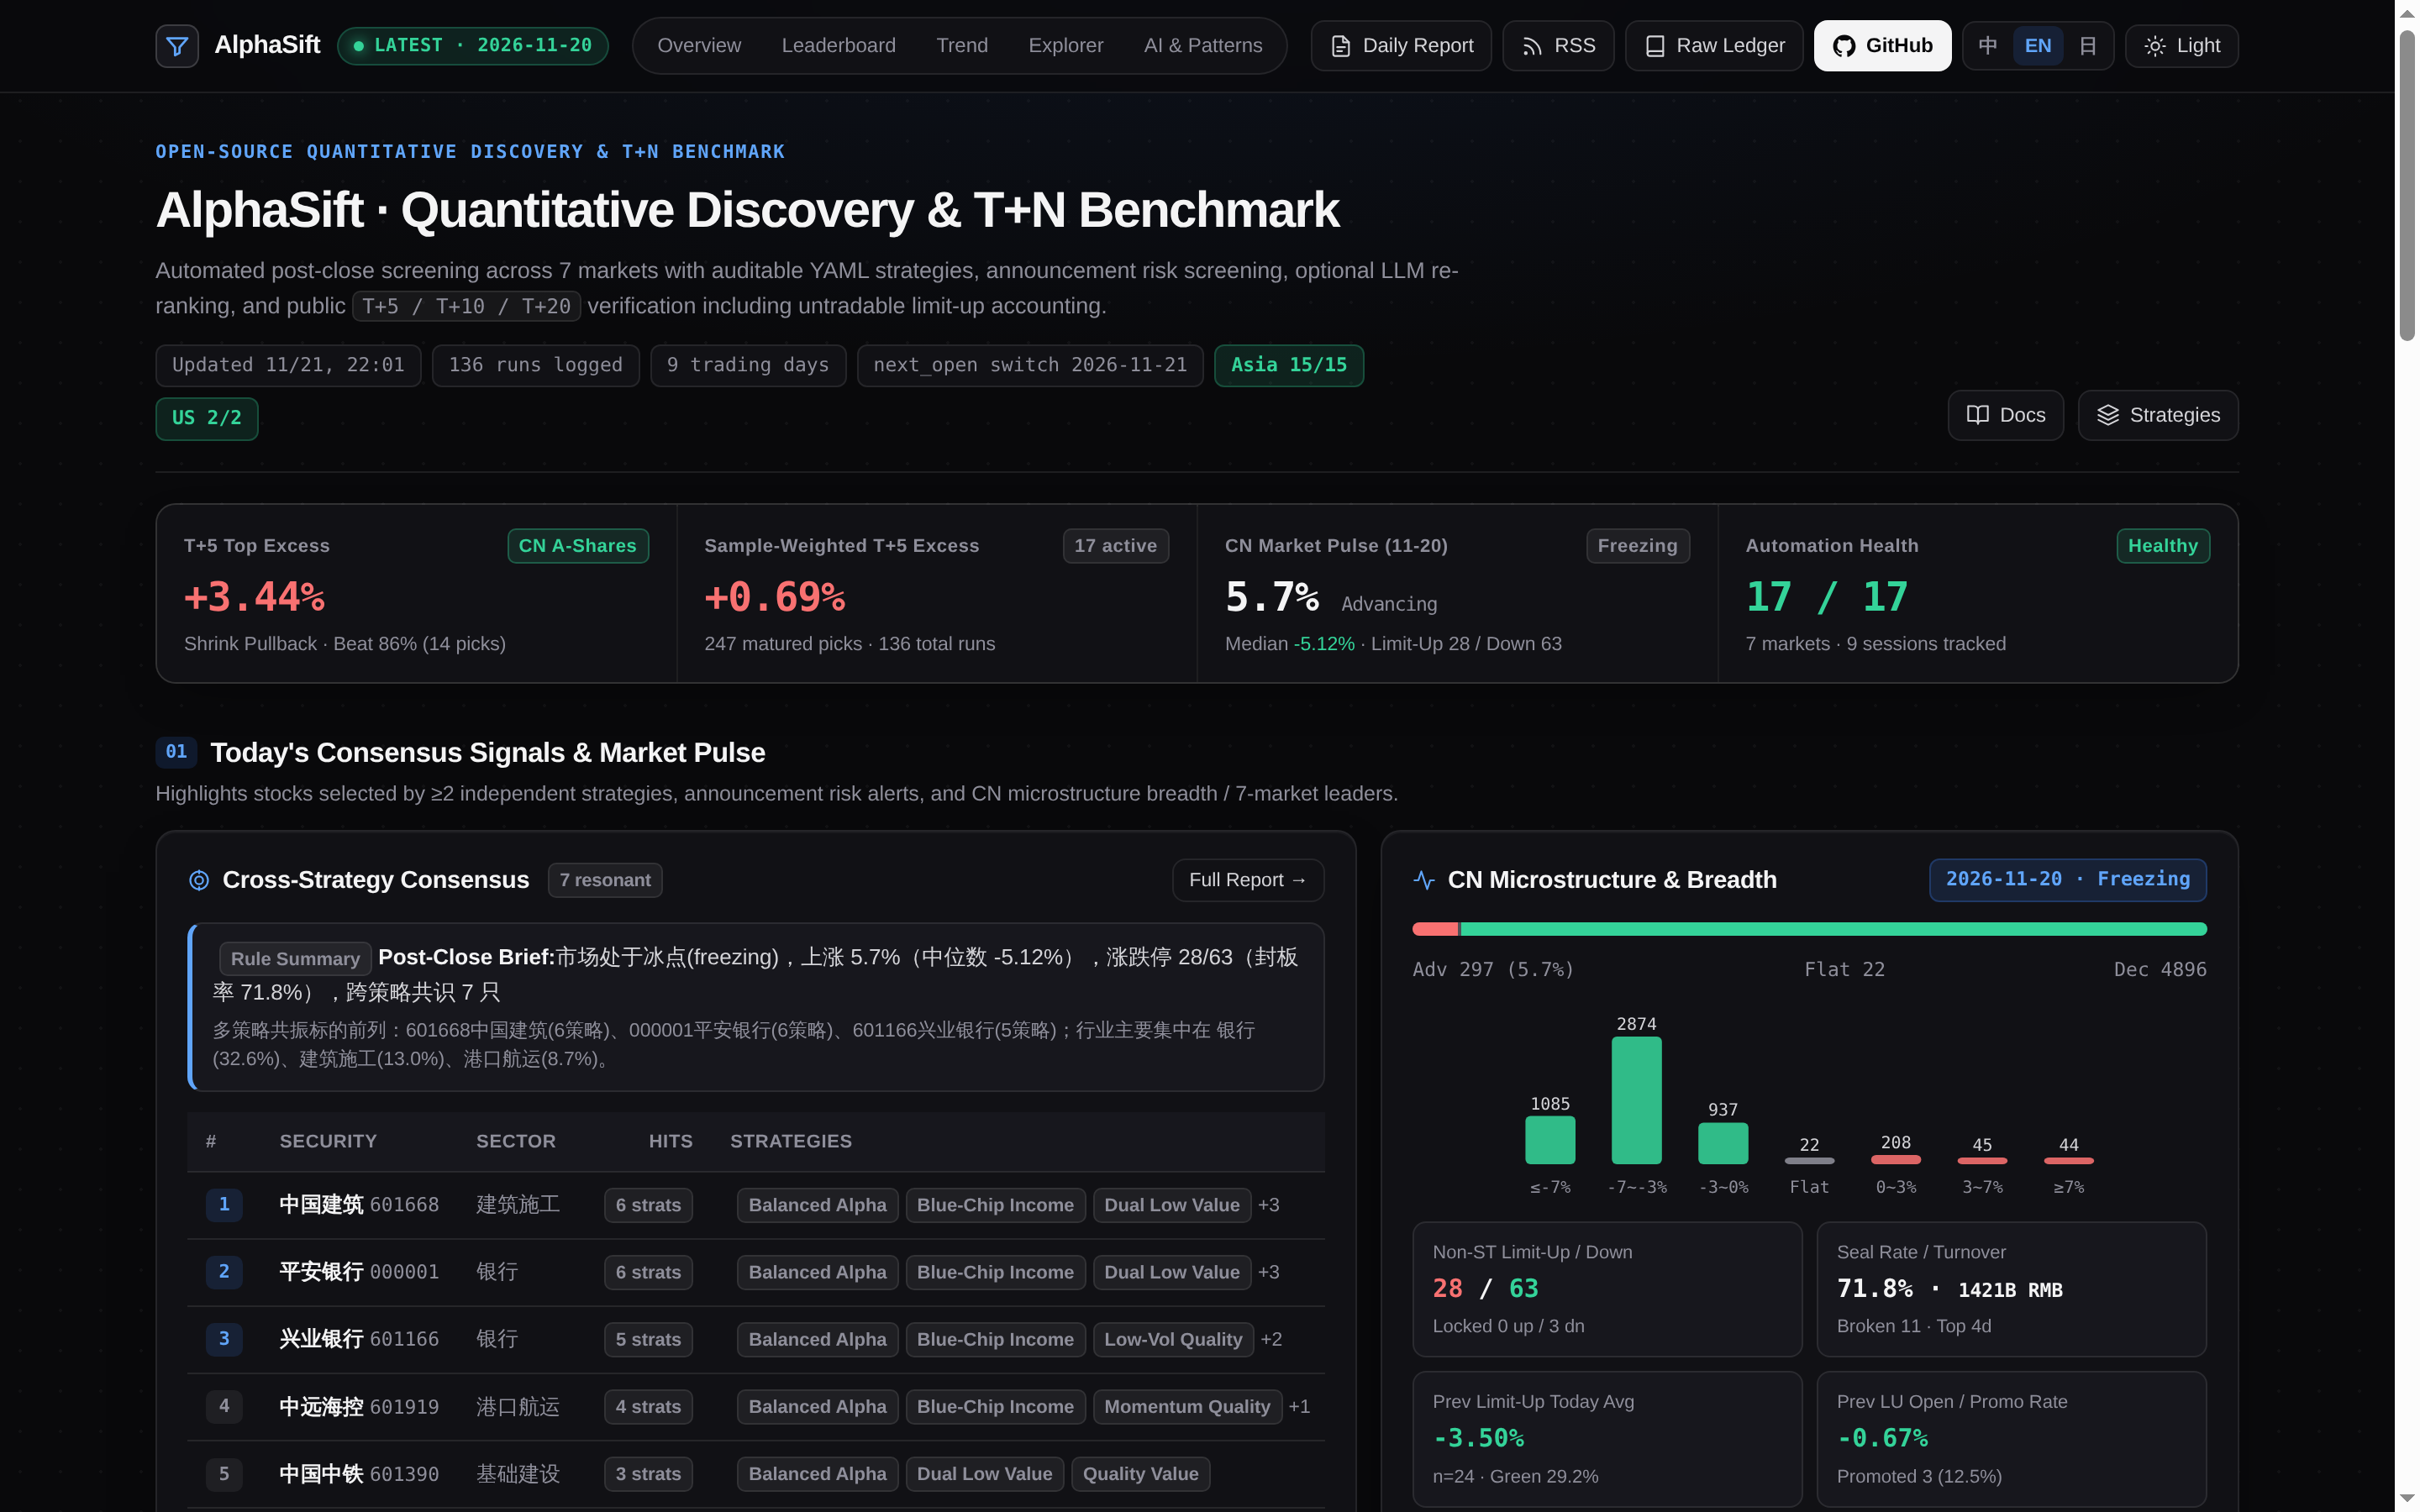 AlphaSift
LATEST · 2026-11-20
Overview
Leaderboard
Trend
Explorer
AI & Patterns
Daily Report
RSS
Raw Ledger
GitHub
中
EN
日
Light
OPEN-SOURCE QUANTITATIVE DISCOVERY & T+N BENCHMARK
AlphaSift · Quantitative Discovery & T+N Benchmark
Automated post-close screening across 7 markets with auditable YAML strategies, announcement risk screening, optional LLM re-
ranking, and public T+5 / T+10 / T+20 verification including untradable limit-up accounting.
Updated 11/21, 22:01
136 runs logged
9 trading days
next_open switch 2026-11-21
Asia 15/15
US 2/2
Docs
Strategies
T+5 Top Excess
CN A-Shares
+3.44%
Shrink Pullback · Beat 86% (14 picks)
Sample-Weighted T+5 Excess
17 active
+0.69%
247 matured picks · 136 total runs
CN Market Pulse (11-20)
Freezing
5.7% Advancing
Median -5.12% · Limit-Up 28 / Down 63
Automation Health
Healthy
17 / 17
7 markets · 9 sessions tracked
01 Today's Consensus Signals & Market Pulse
Highlights stocks selected by ≥2 independent strategies, announcement risk alerts, and CN microstructure breadth / 7-market leaders.
Cross-Strategy Consensus
7 resonant
Full Report →
Rule Summary Post-Close Brief:市场处于冰点(freezing)，上涨 5.7%（中位数 -5.12%），涨跌停 28/63（封板
率 71.8%），跨策略共识 7 只
多策略共振标的前列：601668中国建筑(6策略)、000001平安银行(6策略)、601166兴业银行(5策略)；行业主要集中在 银行
(32.6%)、建筑施工(13.0%)、港口航运(8.7%)。
# SECURITY SECTOR HITS STRATEGIES
1 中国建筑 601668 建筑施工 6 strats Balanced Alpha Blue-Chip Income Dual Low Value +3
2 平安银行 000001 银行 6 strats Balanced Alpha Blue-Chip Income Dual Low Value +3
3 兴业银行 601166 银行 5 strats Balanced Alpha Blue-Chip Income Low-Vol Quality +2
4 中远海控 601919 港口航运 4 strats Balanced Alpha Blue-Chip Income Momentum Quality +1
5 中国中铁 601390 基础建设 3 strats Balanced Alpha Dual Low Value Quality Value
CN Microstructure & Breadth
2026-11-20 · Freezing
Adv 297 (5.7%)
Flat 22
Dec 4896
1085 2874 937 22 208 45 44
≤-7% -7~-3% -3~0% Flat 0~3% 3~7% ≥7%
Non-ST Limit-Up / Down
28 / 63
Locked 0 up / 3 dn
Seal Rate / Turnover
71.8% · 1421B RMB
Broken 11 · Top 4d
Prev Limit-Up Today Avg
-3.50%
n=24 · Green 29.2%
Prev LU Open / Promo Rate
-0.67%
Promoted 3 (12.5%)